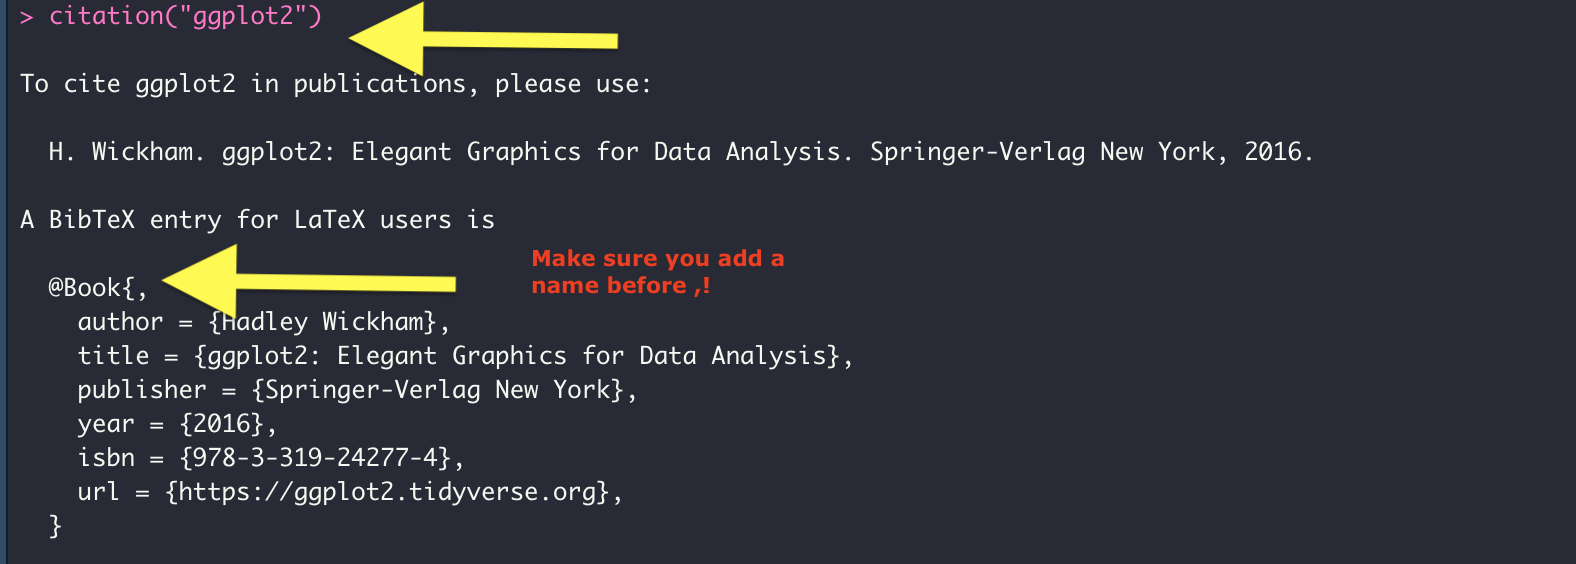 > citation("ggplot2")
To cite ggplot2 in publications, please use:
H. Wickham. ggplot2: Elegant Graphics for Data Analysis. Springer-Verlag New York, 2016.
A BibTeX entry for LaTeX users is
Make sure you add a
name before ,!
@Book{,
author = {Hadley Wickham},
title = {ggplot2: Elegant Graphics for Data Analysis},
publisher = {Springer-Verlag New York},
year = {2016},
isbn = {978-3-319-24277-4},
url = {https://ggplot2.tidyverse.org},
}